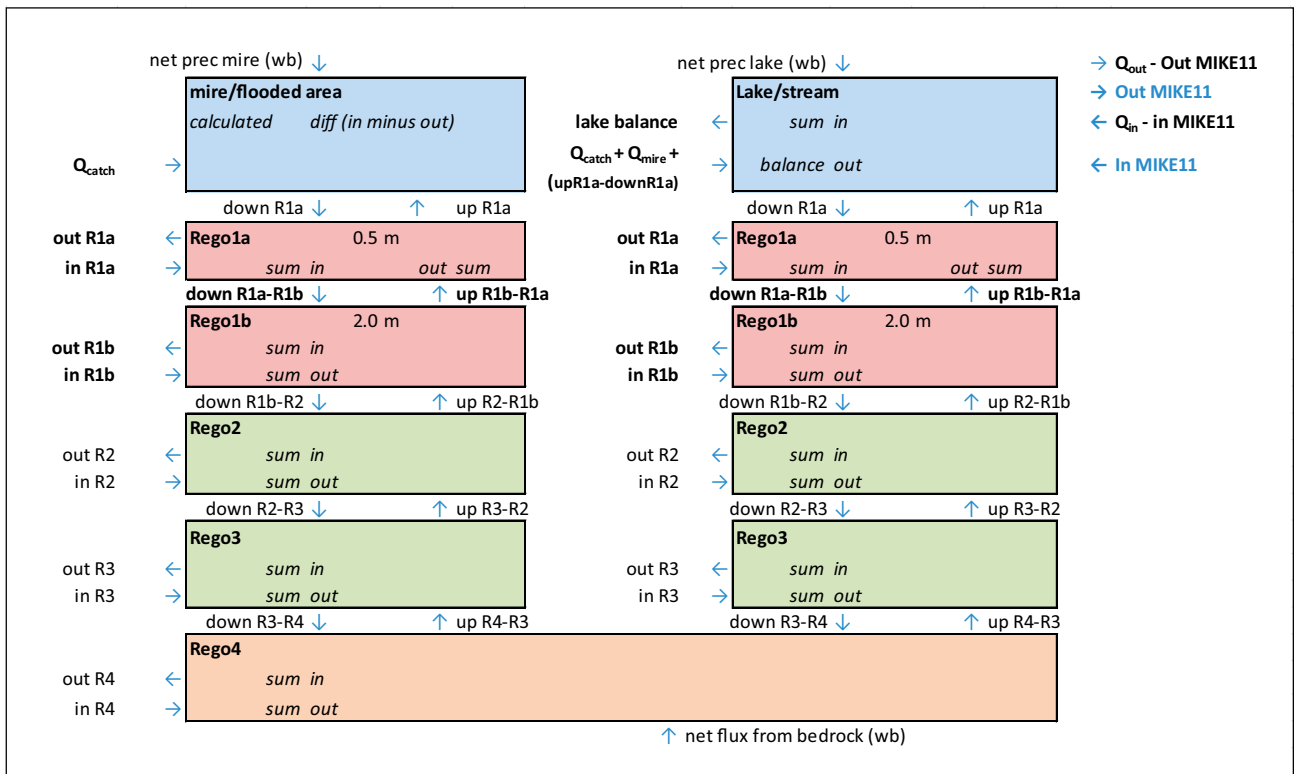 net prec mire (wb) ↓ net prec lake (wb) ↓ → Qout - Out MIKE11
mire/flooded area Lake/stream → Out MIKE11
calculated diff (in minus out) lake balance ← sum in ← Qin - in MIKE11
Qcatch → Qcatch + Qmire + (upR1a-downR1a) → balance out ← In MIKE11
down R1a ↓ ↑ up R1a down R1a ↓ ↑ up R1a
out R1a ← Rego1a 0.5 m out R1a ← Rego1a 0.5 m
in R1a → sum in out sum in R1a → sum in out sum
down R1a-R1b ↓ ↑ up R1b-R1a down R1a-R1b ↓ ↑ up R1b-R1a
Rego1b 2.0 m Rego1b 2.0 m
out R1b ← sum in out R1b ← sum in
in R1b → sum out in R1b → sum out
down R1b-R2 ↓ ↑ up R2-R1b down R1b-R2 ↓ ↑ up R2-R1b
Rego2 Rego2
out R2 ← sum in out R2 ← sum in
in R2 → sum out in R2 → sum out
down R2-R3 ↓ ↑ up R3-R2 down R2-R3 ↓ ↑ up R3-R2
Rego3 Rego3
out R3 ← sum in out R3 ← sum in
in R3 → sum out in R3 → sum out
down R3-R4 ↓ ↑ up R4-R3 down R3-R4 ↓ ↑ up R4-R3
Rego4
out R4 ← sum in
in R4 → sum out
↑ net flux from bedrock (wb)